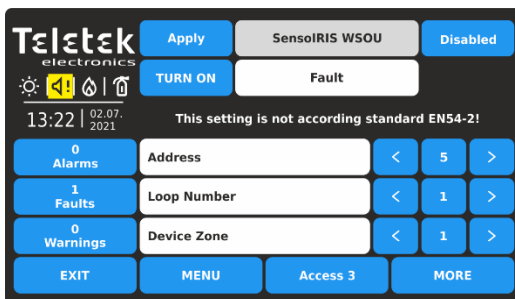 Teletek
electronics
Apply
SensoIRIS WSOU
Disabled
TURN ON
Fault
13:22
02.07.
2021
This setting is not according standard EN54-2!
0
Alarms
Address
<
5
>
1
Faults
Loop Number
<
1
>
0
Warnings
Device Zone
<
1
>
EXIT
MENU
Access 3
MORE